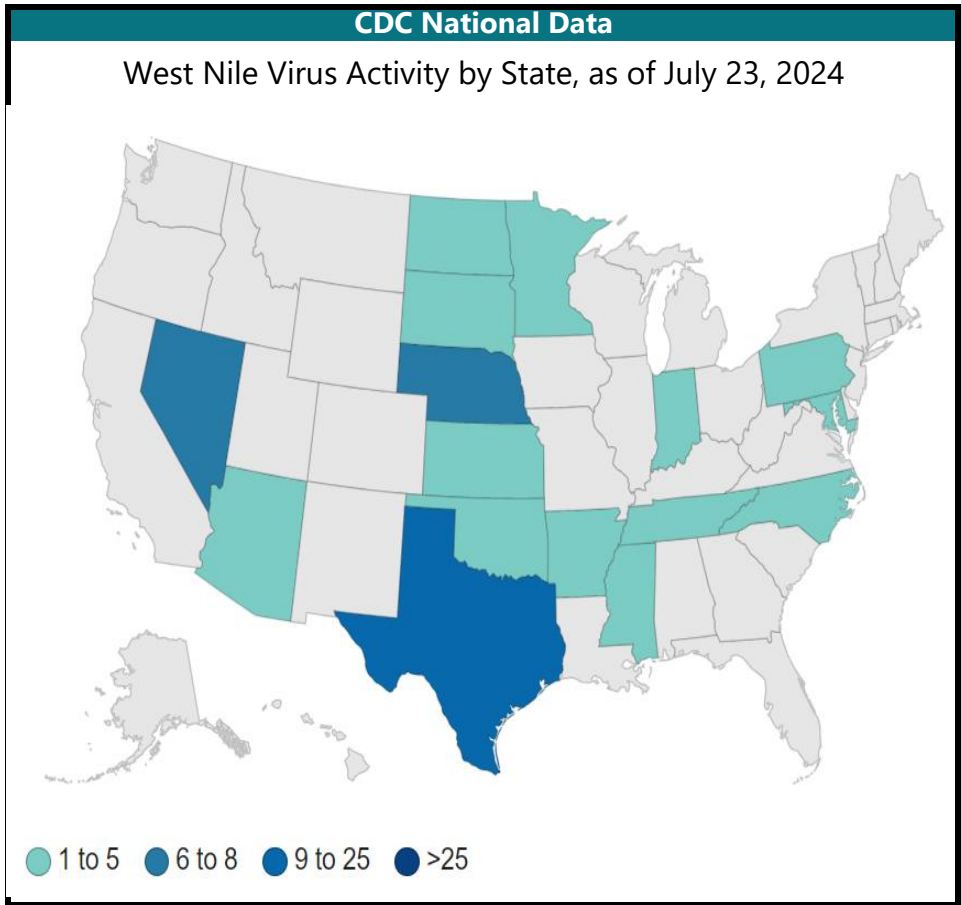 CDC National Data
West Nile Virus Activity by State, as of July 23, 2024
1 to 5 6 to 8 9 to 25 >25